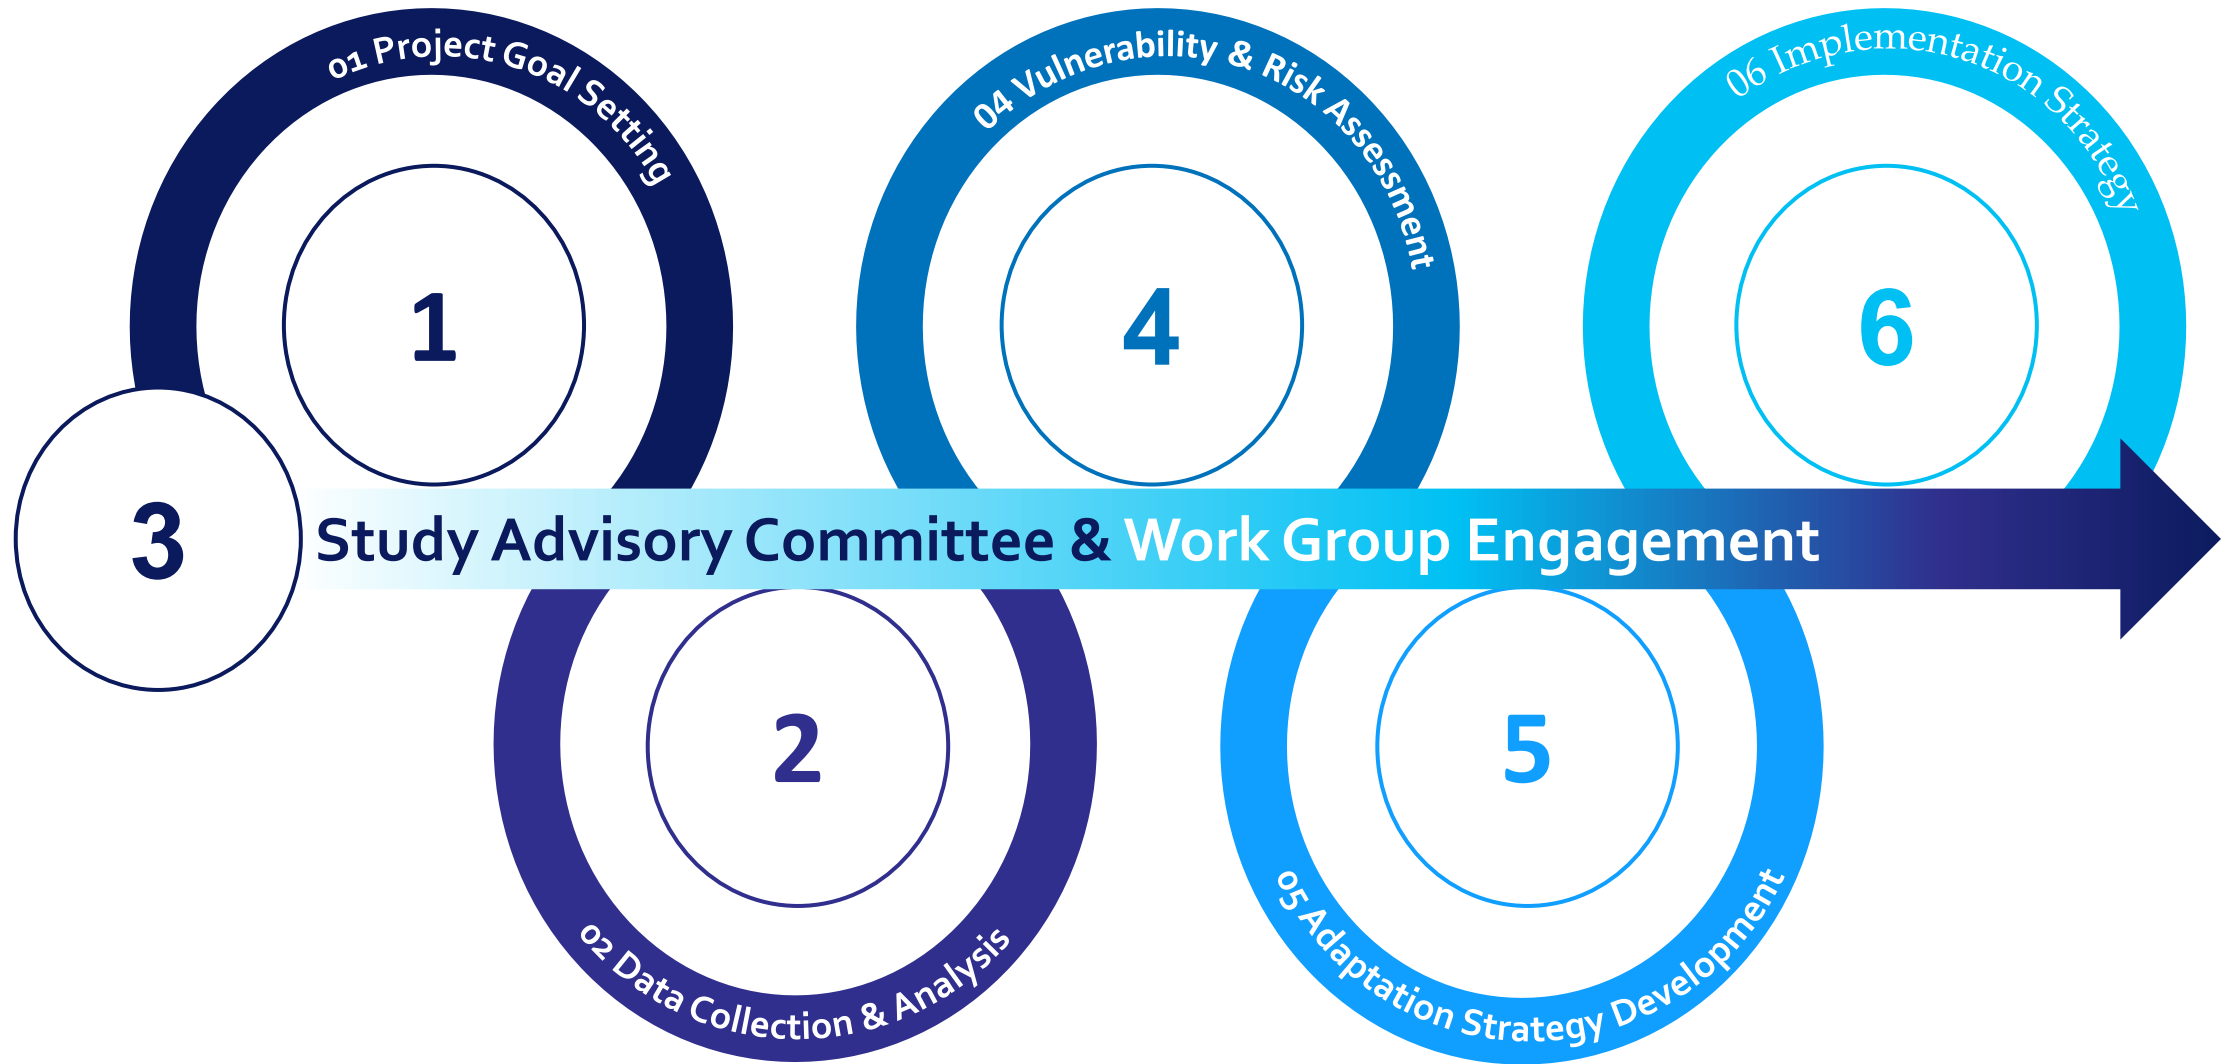 01 Project Goal Setting
1
04 Vulnerability & Risk Assessment
4
06 Implementation Strategy
6
3
Study Advisory Committee & Work Group Engagement
2
02 Data Collection & Analysis
5
05 Adaptation Strategy Development